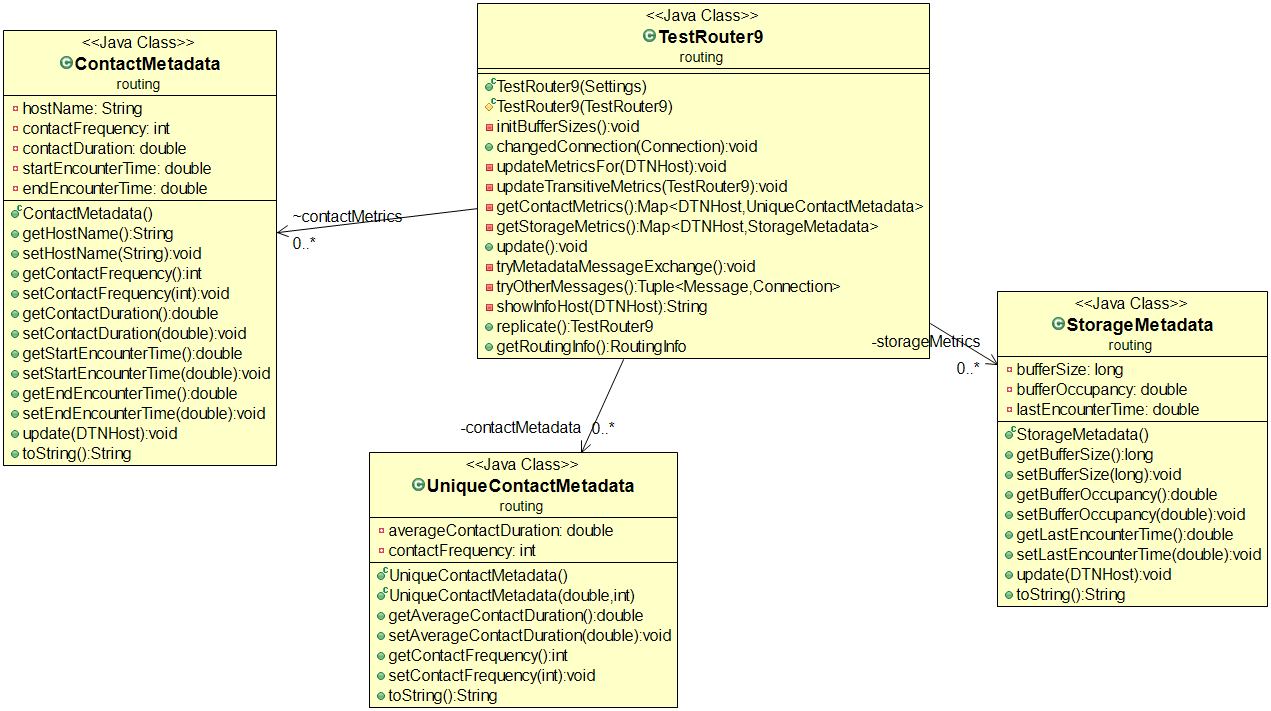 <<Java Class>>
ContactMetadata
routing
hostName: String
contactFrequency: int
contactDuration: double
startEncounterTime: double
endEncounterTime: double
ContactMetadata()
getHostName():String
setHostName(String):void
getContactFrequency():int
setContactFrequency(int):void
getContactDuration():double
setContactDuration(double):void
getStartEncounterTime():double
setStartEncounterTime(double):void
getEndEncounterTime():double
setEndEncounterTime(double):void
update(DTNHost):void
toString():String
~contactMetrics
0..*
<<Java Class>>
TestRouter9
routing
TestRouter9(Settings)
TestRouter9(TestRouter9)
initBufferSizes():void
changedConnection(Connection):void
updateMetricsFor(DTNHost):void
updateTransitiveMetrics(TestRouter9):void
getContactMetrics():Map<DTNHost,UniqueContactMetadata>
getStorageMetrics():Map<DTNHost,StorageMetadata>
update():void
tryMetadataMessageExchange():void
tryOtherMessages():Tuple<Message,Connection>
showInfoHost(DTNHost):String
replicate():TestRouter9
getRoutingInfo():RoutingInfo
-storageMetrics
0..*
<<Java Class>>
StorageMetadata
routing
bufferSize: long
bufferOccupancy: double
lastEncounterTime: double
StorageMetadata()
getBufferSize():long
setBufferSize(long):void
getBufferOccupancy():double
setBufferOccupancy(double):void
getLastEncounterTime():double
setLastEncounterTime(double):void
update(DTNHost):void
toString():String
-contactMetadata
0..*
<<Java Class>>
UniqueContactMetadata
routing
averageContactDuration: double
contactFrequency: int
UniqueContactMetadata()
UniqueContactMetadata(double,int)
getAverageContactDuration():double
setAverageContactDuration(double):void
getContactFrequency():int
setContactFrequency(int):void
toString():String